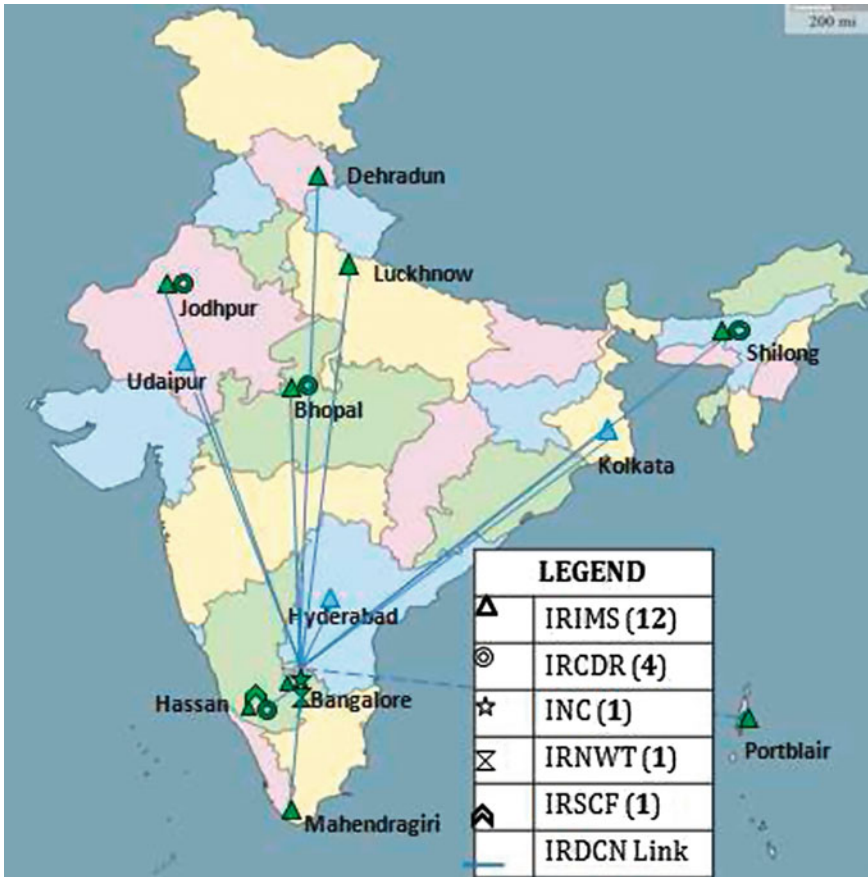 200 mi
Dehradun
Luckhnow
Jodhpur
Shilong
Udaipur
Bhopal
Kolkata
Hyderabad
Hassan
Bangalore
Portblair
Mahendragiri
LEGEND
IRIMS (12)
IRCDR (4)
INC (1)
IRNWT (1)
IRSCF (1)
IRDCN Link